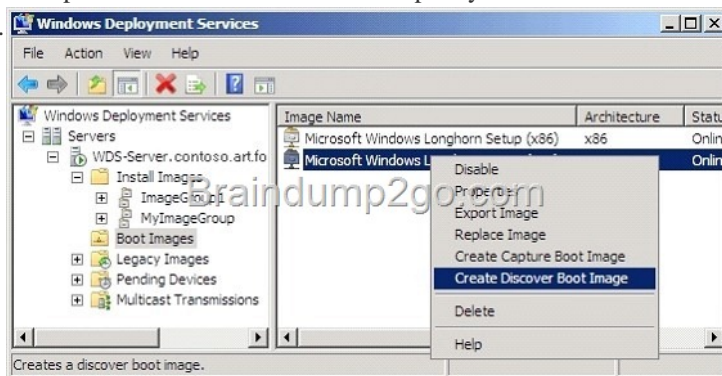 Windows Deployment Services
File Action View Help
Windows Deployment Services
Servers
WDS-Server.contoso.art.fo
Install Images
ImageGroup1
MyImageGroup
Boot Images
Legacy Images
Pending Devices
Multicast Transmissions
Image Name Architecture Statu
Microsoft Windows Longhorn Setup (x86) x86 Onlin
Microsoft Windows L Onlin
Disable
Properties
Export Image
Replace Image
Create Capture Boot Image
Create Discover Boot Image
Delete
Help
Braindump2go.com
Creates a discover boot image.